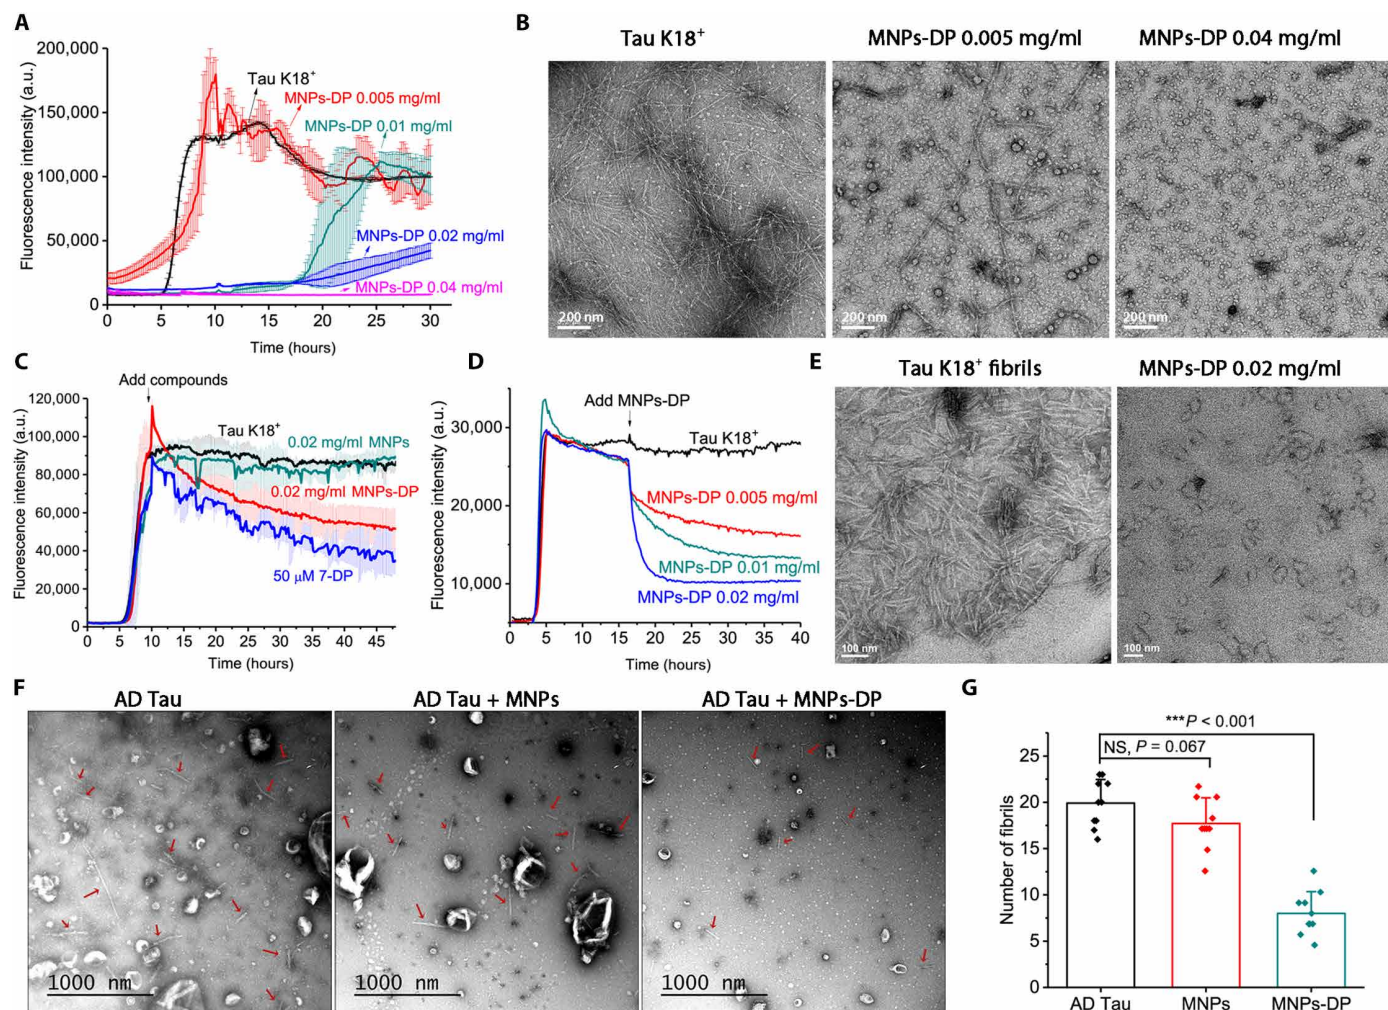 A
Fluorescence intensity (a.u.)
200,000
150,000
100,000
50,000
0
Tau K18⁺
MNPs-DP 0.005 mg/ml
MNPs-DP 0.01 mg/ml
MNPs-DP 0.02 mg/ml
MNPs-DP 0.04 mg/ml
0 5 10 15 20 25 30
Time (hours)
B
Tau K18⁺
MNPs-DP 0.005 mg/ml
MNPs-DP 0.04 mg/ml
200 nm
200 nm
200 nm
C
Add compounds
Fluorescence intensity (a.u.)
120,000
100,000
80,000
60,000
40,000
20,000
0
Tau K18⁺
0.02 mg/ml MNPs
0.02 mg/ml MNPs-DP
50 μM 7-DP
0 5 10 15 20 25 30 35 40 45
Time (hours)
D
Add MNPs-DP
Fluorescence intensity (a.u.)
30,000
20,000
10,000
Tau K18⁺
MNPs-DP 0.005 mg/ml
MNPs-DP 0.01 mg/ml
MNPs-DP 0.02 mg/ml
0 5 10 15 20 25 30 35 40
Time (hours)
E
Tau K18⁺ fibrils
MNPs-DP 0.02 mg/ml
100 nm
100 nm
F
AD Tau
AD Tau + MNPs
AD Tau + MNPs-DP
1000 nm
1000 nm
1000 nm
G
***P < 0.001
NS, P = 0.067
Number of fibrils
25
20
15
10
5
0
AD Tau
MNPs
MNPs-DP